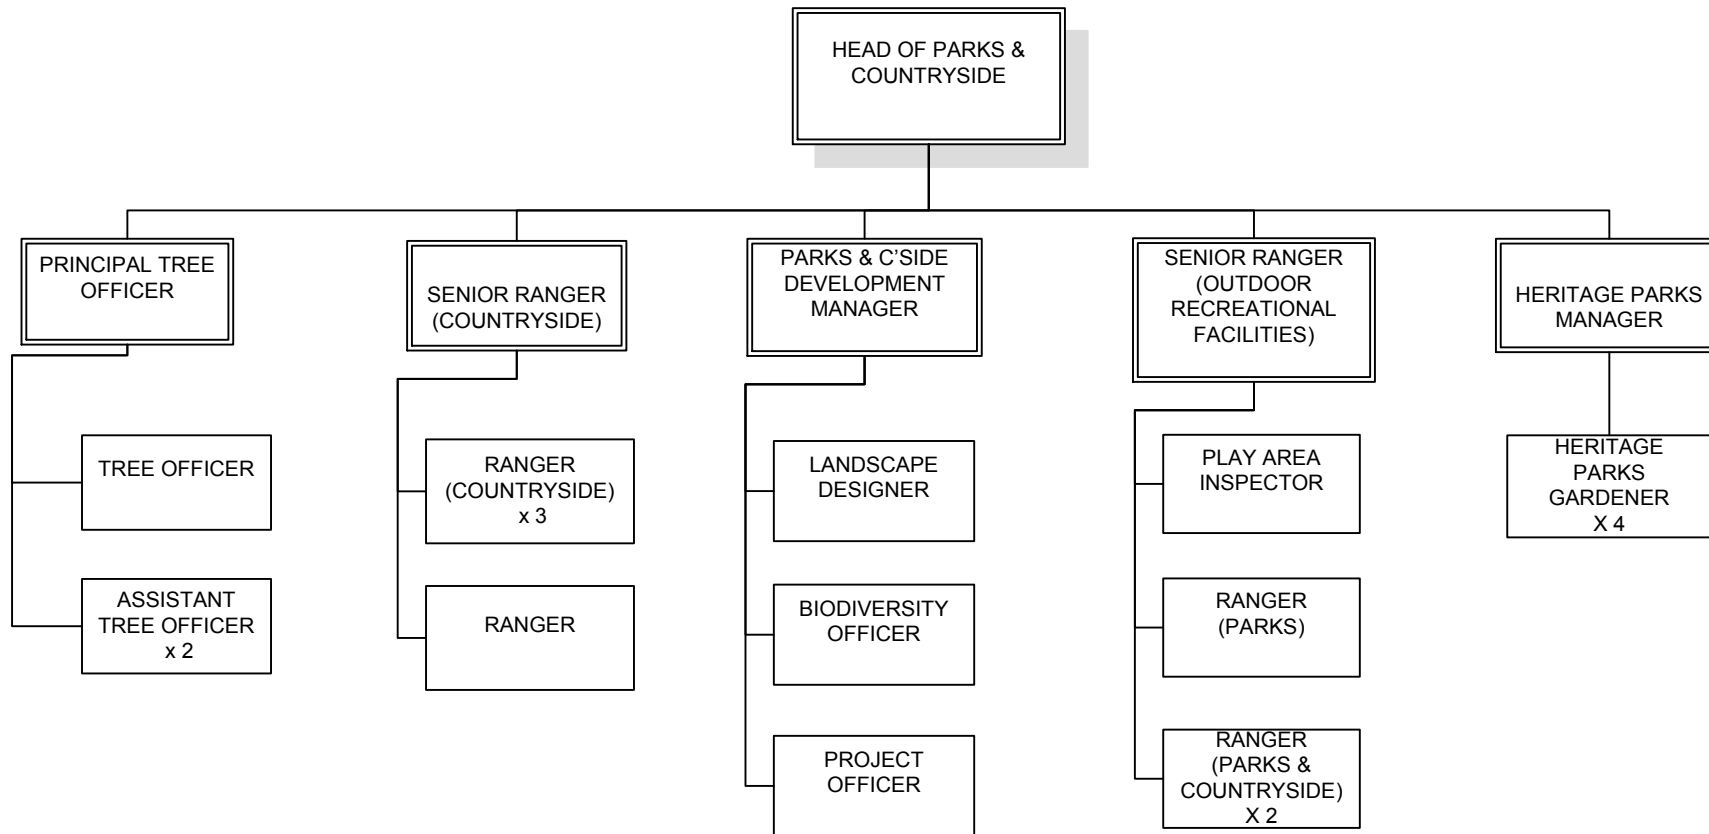 HEAD OF PARKS &
COUNTRYSIDE
PRINCIPAL TREE
OFFICER
SENIOR RANGER
(COUNTRYSIDE)
PARKS & C’SIDE
DEVELOPMENT
MANAGER
SENIOR RANGER
(OUTDOOR
RECREATIONAL
FACILITIES)
HERITAGE PARKS
MANAGER
TREE OFFICER
ASSISTANT
TREE OFFICER
x 2
RANGER
(COUNTRYSIDE)
x 3
RANGER
LANDSCAPE
DESIGNER
BIODIVERSITY
OFFICER
PROJECT
OFFICER
PLAY AREA
INSPECTOR
RANGER
(PARKS)
RANGER
(PARKS &
COUNTRYSIDE)
X 2
HERITAGE
PARKS
GARDENER
X 4